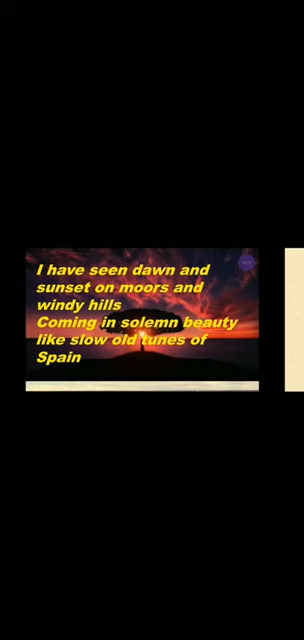 I have seen dawn and
sunset on moors and
windy hills
Coming in solemn beauty
like slow old tunes of
Spain